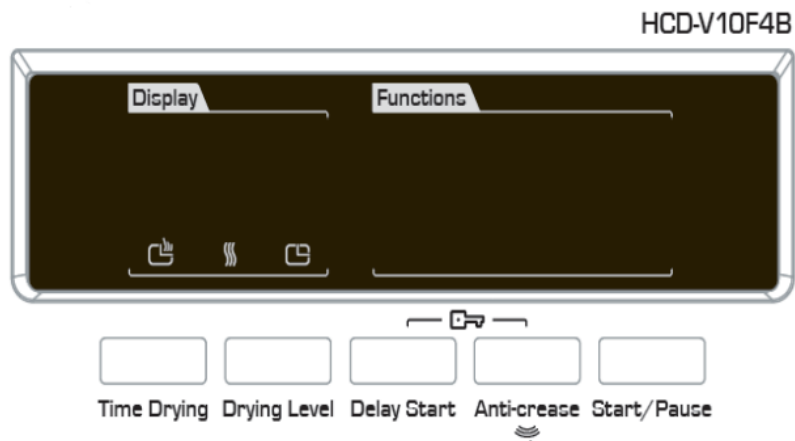 HCD-V10F4B
Display Functions
Time Drying Drying Level Delay Start Anti-crease Start/Pause